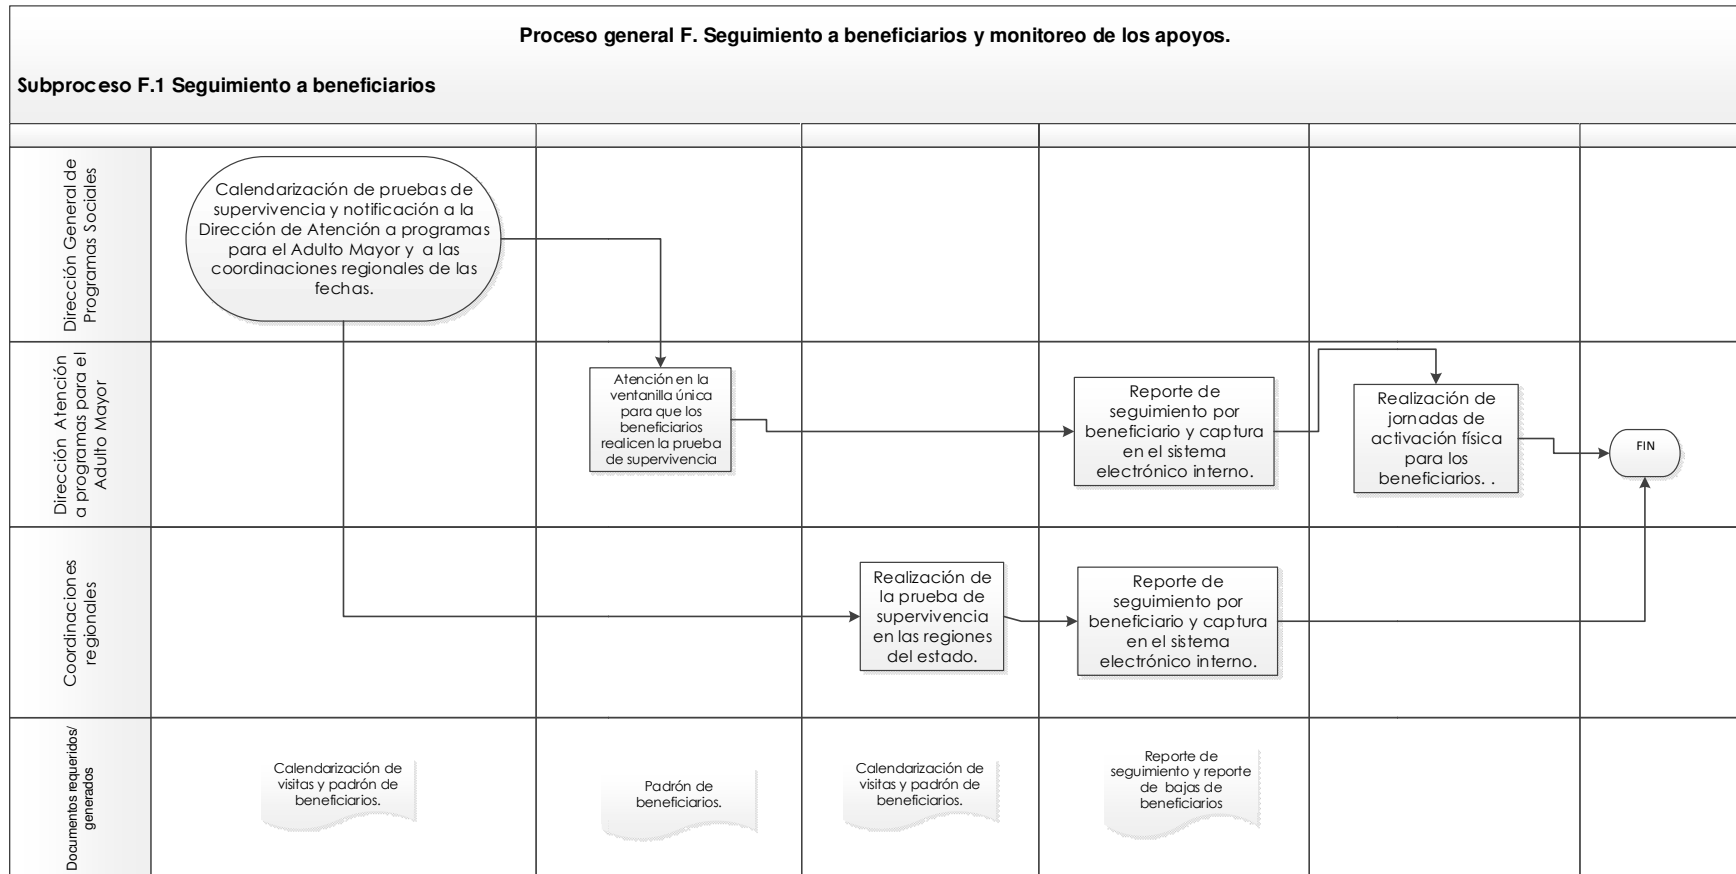 Proceso general F. Seguimiento a beneficiarios y monitoreo de los apoyos.
Subproceso F.1 Seguimiento a beneficiarios
Dirección General de
Programas Sociales
Calendarización de pruebas de
supervivencia y notificación a la
Dirección de Atención a programas
para el Adulto Mayor y a las
coordinaciones regionales de las
fechas.
Dirección Atención
a programas para el
Adulto Mayor
Atención en la
ventanilla única
para que los
beneficiarios
realicen la prueba
de supervivencia
Reporte de
seguimiento por
beneficiario y captura
en el sistema
electrónico interno.
Realización de
jornadas de
activación física
para los
beneficiarios. .
FIN
Coordinaciones
regionales
Realización de
la prueba de
supervivencia
en las regiones
del estado.
Reporte de
seguimiento por
beneficiario y captura
en el sistema
electrónico interno.
Documentos requeridos/
generados
Calendarización de
visitas y padrón de
beneficiarios.
Padrón de
beneficiarios.
Calendarización de
visitas y padrón de
beneficiarios.
Reporte de
seguimiento y reporte
de bajas de
beneficiarios